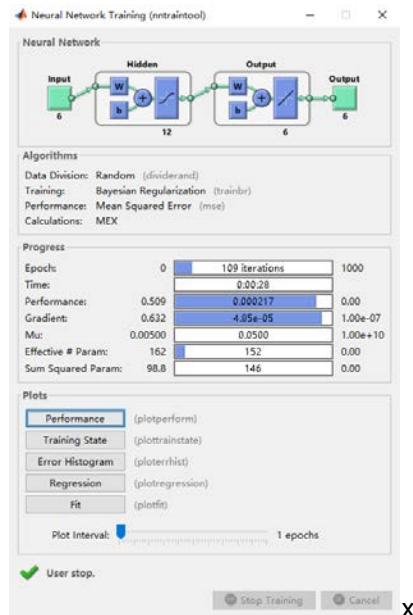 Neural Network Training (nntraintool)
Neural Network
Hidden Output
Input Output
W b + W b +
6 6
12 6
Algorithms
Data Division: Random (dividerand)
Training: Bayesian Regularization (trainbr)
Performance: Mean Squared Error (mse)
Calculations: MEX
Progress
Epoch: 0 109 iterations 1000
Time: 0:00:28
Performance: 0.509 0.000217 0.00
Gradient: 0.632 4.05e-05 1.00e-07
Mu: 0.00500 0.0500 1.00e+10
Effective # Param: 162 152 0.00
Sum Squared Param: 98.8 146 0.00
Plots
Performance (plotperform)
Training State (plottrainstate)
Error Histogram (ploterrhist)
Regression (plotregression)
Fit (plotfit)
Plot Interval: 1 epochs
User stop.
Stop Training Cancel
x